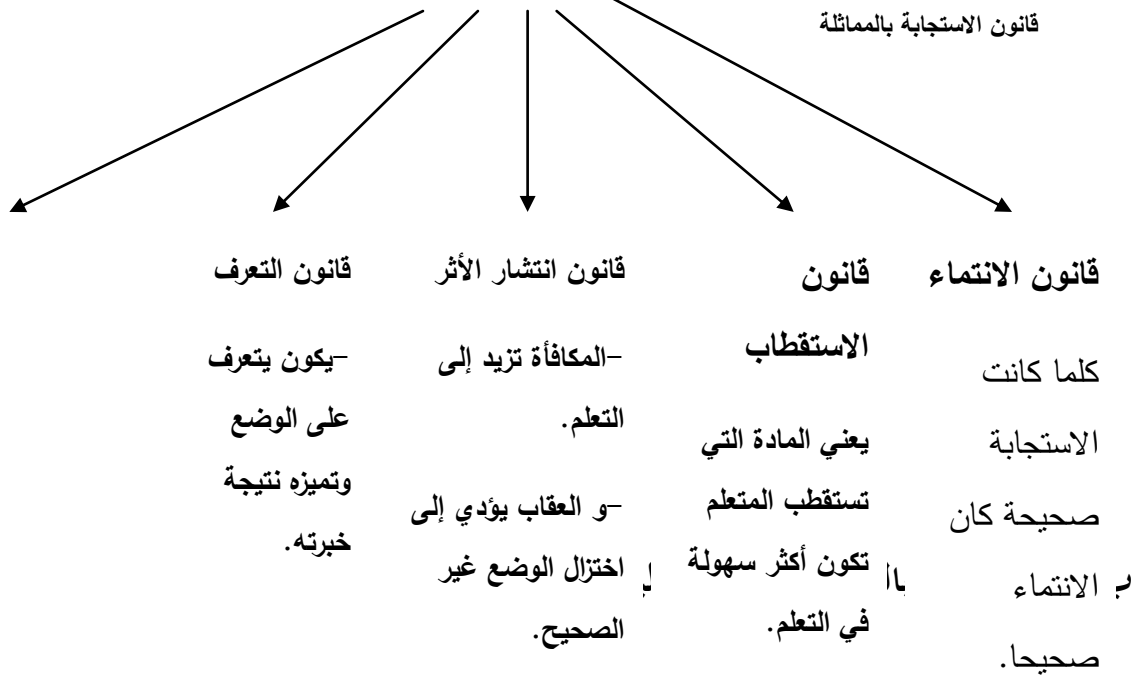 قانون الاستجابة بالمماثلة
قانون الانتماء
كلما كانت
الاستجابة
صحيحة كان
الانتماء
صحيحا.
قانون
الاستقطاب
يعني المادة التي
تستقطب المتعلم
تكون أكثر سهولة
في التعلم.
قانون انتشار الأثر
–المكافأة تزيد إلى
التعلم.
–و العقاب يؤدي إلى
اختزال الوضع غير
الصحيح.
قانون التعرف
–يكون يتعرف
على الوضع
وتميزه نتيجة
خبرته.